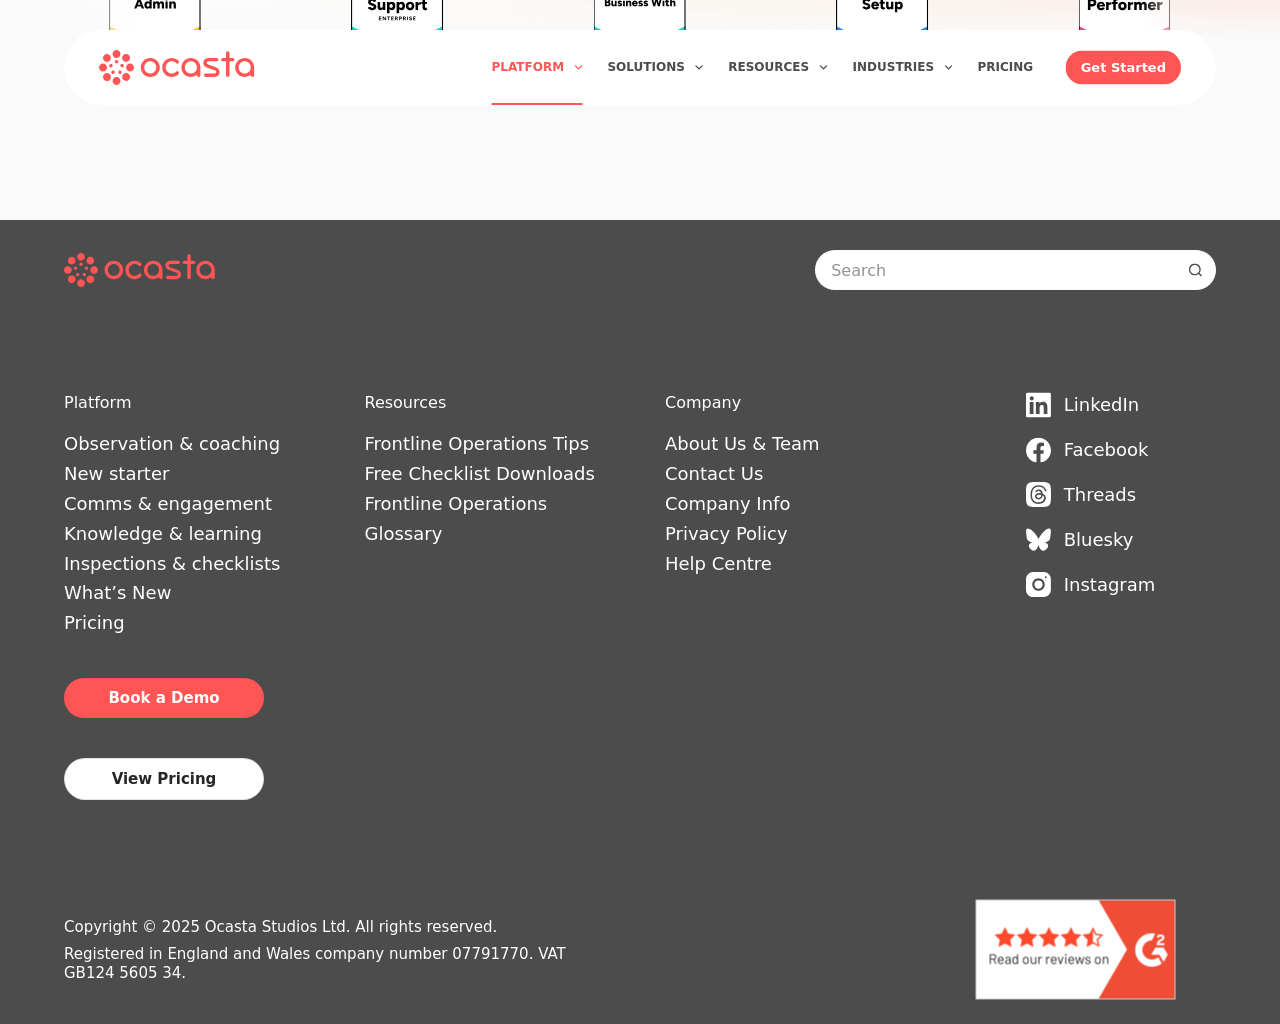 Admin
Support
ENTERPRISE
Business With
Setup
Performer
ocasta
PLATFORM
SOLUTIONS
RESOURCES
INDUSTRIES
PRICING
Get Started
ocasta
Search
Platform
Observation & coaching
New starter
Comms & engagement
Knowledge & learning
Inspections & checklists
What’s New
Pricing
Book a Demo
View Pricing
Resources
Frontline Operations Tips
Free Checklist Downloads
Frontline Operations
Glossary
Company
About Us & Team
Contact Us
Company Info
Privacy Policy
Help Centre
LinkedIn
Facebook
Threads
Bluesky
Instagram
Copyright © 2025 Ocasta Studios Ltd. All rights reserved.
Registered in England and Wales company number 07791770. VAT
GB124 5605 34.
Read our reviews on
G2